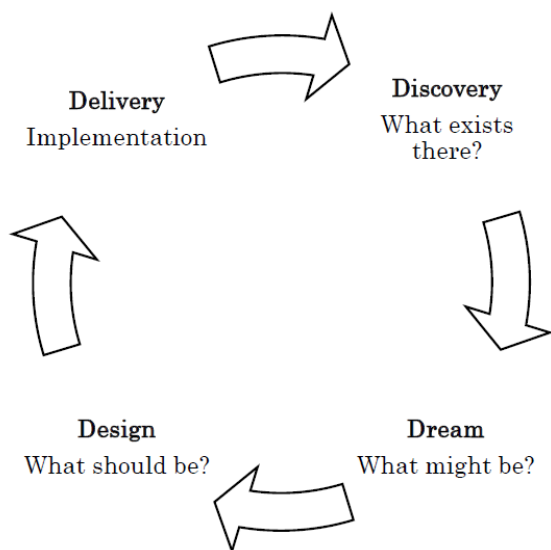 Delivery
Implementation
Discovery
What exists
there?
Design
What should be?
Dream
What might be?